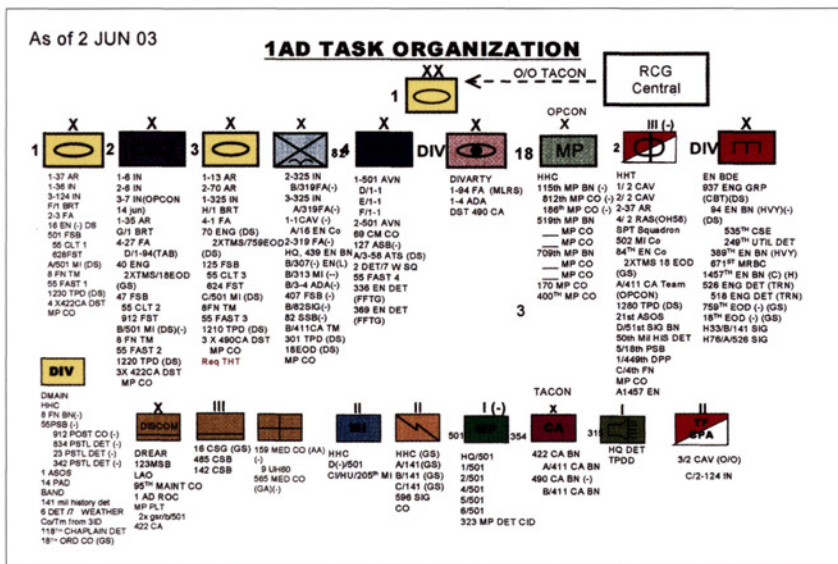 As of 2 JUN 03
1AD TASK ORGANIZATION
XX
1
O/O TACON
RCG
Central
X
1
1-37 AR
1-36 IN
3-124 IN
F/1 BRT
2-3 FA
16 EN (-) DS
501 FSB
55 CLT 1
628FST
A/501 MI (DS)
8 FN TM
55 FAST 1
1230 TPD (DS)
4 X422CA DST
MP CO
X
2
1-6 IN
2-6 IN
3-7 IN(OPCON
14 jun)
1-35 AR
G/1 BRT
4-27 FA
D/1-94(TAB)
40 ENG
2XTMS/18EOD
(GS)
47 FSB
55 CLT 2
912 FST
B/501 MI (DS)(-)
8 FN TM
55 FAST 2
1220 TPD (DS)
3X 422CA DST
MP CO
X
3
1-13 AR
2-70 AR
1-325 IN
H/1 BRT
4-1 FA
70 ENG (DS)
2XTMS/759EOD
125 FSB
55 CLT 3
624 FST
C/501 MI (DS)
8FN TM
55 FAST 3
1210 TPD (DS)
3 X 490CA DST
MP CO
Req THT
X
82
2-325 IN
B/319FA(-)
3-325 IN
A/319FA(-)
1-1CAV (-)
A/16 EN Co
2-319 FA(-)
HQ, 439 EN BN
B/307(-) EN(L)
B/313 MI (--)
B/3-4 ADA(-)
407 FSB (-)
B/82SIG(-)
82 SSB(-)
B/411CA TM
301 TPD (DS)
18EOD (DS)
MP CO
X
4
1-501 AVN
D/1-1
E/1-1
F/1-1
2-501 AVN
69 CM CO
127 ASB(-)
A/3-58 ATS (DS)
2 DET/7 W SQ
55 FAST 4
336 EN DET
(FFTG)
369 EN DET
(FFTG)
X
DIV
DIVARTY
1-94 FA (MLRS)
1-4 ADA
DST 490 CA
OPCON
X
18
MP
HHC
115th MP BN (-)
812th MP CO (-)
186th MP CO (-)
519th MP BN
___ MP CO
___ MP CO
709th MP BN
___ MP CO
___ MP CO
170 MP CO
400TH MP CO
3
III (-)
2
HHT
1/ 2 CAV
2/ 2 CAV
2-37 AR
4/ 2 RAS(OH58)
SPT Squadron
502 MI Co
84TH EN Co
2XTMS 18 EOD
(GS)
A/411 CA Team
(OPCON)
1280 TPD (DS)
21st ASOS
D/51st SIG BN
50th Mil HIS DET
5/18th PSB
1/449th DPP
C/4th FN
MP CO
A1457 EN
X
DIV
EN BDE
937 ENG GRP
(CBT)(DS)
94 EN BN (HVY)(-)
(DS)
535TH CSE
249TH UTIL DET
389TH EN BN (HVY)
671ST MRBC
1457TH EN BN (C) (H)
526 ENG DET (TRN)
518 ENG DET (TRN)
759TH EOD (-) (GS)
18TH EOD (-) (GS)
H33/B/141 SIG
H76/A/526 SIG
DIV
DMAIN
HHC
8 FN BN(-)
55PSB (-)
912 POST CO (-)
834 PSTL DET (-)
23 PSTL DET (-)
342 PSTL DET (-)
1 ASOS
14 PAD
BAND
141 mil history det
6 DET /7 WEATHER
Co/Tm from 3ID
118TH CHAPLAIN DET
18TH ORD CO (GS)
X
DISCOM
DREAR
123MSB
LAO
95TH MAINT CO
1 AD ROC
MP PLT
2x gsr/b/501
422 CA
III
16 CSG (GS)
485 CSB
142 CSB
159 MED CO (AA)
(-)
9 UH60
565 MED CO
(GA)(-)
II
MI
HHC
D(-)/501
CI/HU/205th MI
II
HHC (GS)
A/141(GS)
B/141 (GS)
C/141 (GS)
596 SIG
CO
I (-)
501
MP
HQ/501
1/501
2/501
4/501
5/501
6/501
323 MP DET CID
TACON
X
354
CA
422 CA BN
A/411 CA BN
490 CA BN (-)
B/411 CA BN
I
315
HQ DET
TPDD
II
TF
CPA
3/2 CAV (O/O)
C/2-124 IN